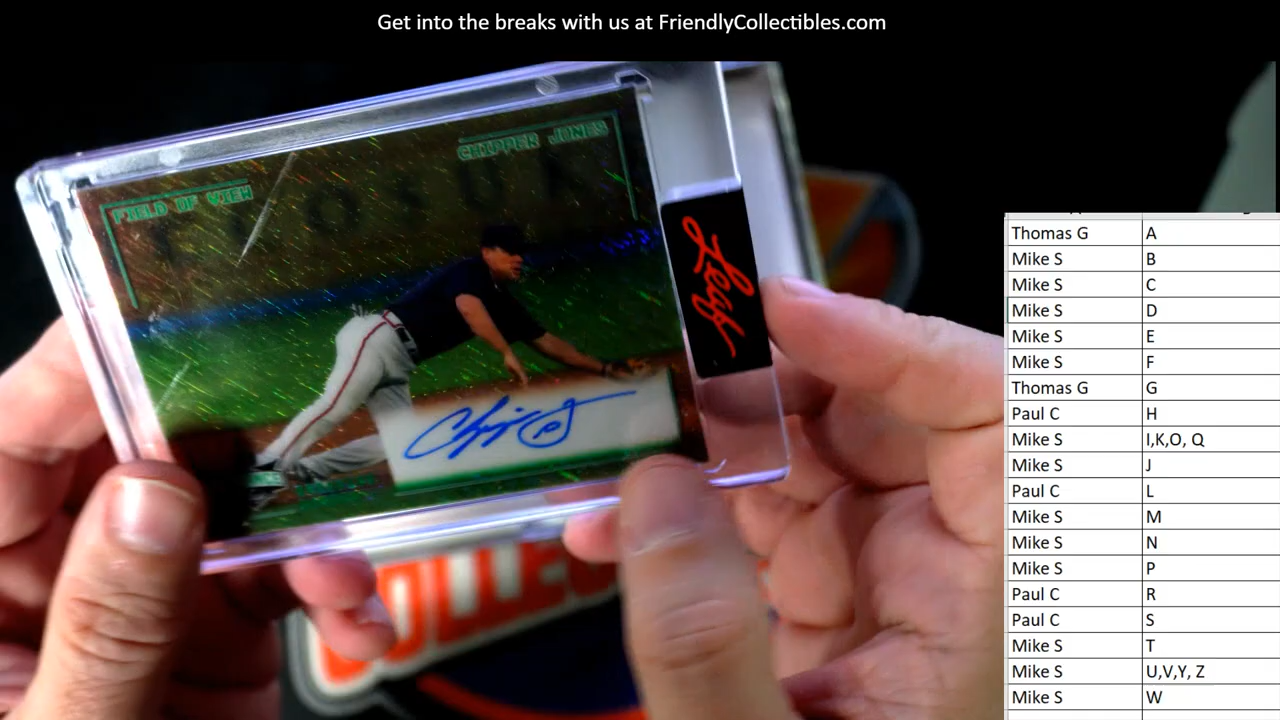 Get into the breaks with us at FriendlyCollectibles.com
FIELD OF VIEW
CHIPPER JONES
Leaf
Thomas G A
Mike S B
Mike S C
Mike S D
Mike S E
Mike S F
Thomas G G
Paul C H
Mike S I,K,O, Q
Mike S J
Paul C L
Mike S M
Mike S N
Mike S P
Paul C R
Paul C S
Mike S T
Mike S U,V,Y, Z
Mike S W